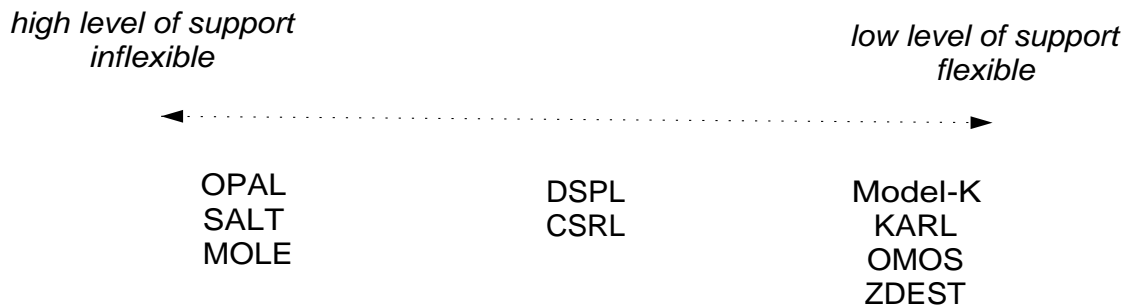 high level of support
inflexible
low level of support
flexible
OPAL
SALT
MOLE
DSPL
CSRL
Model-K
KARL
OMOS
ZDEST